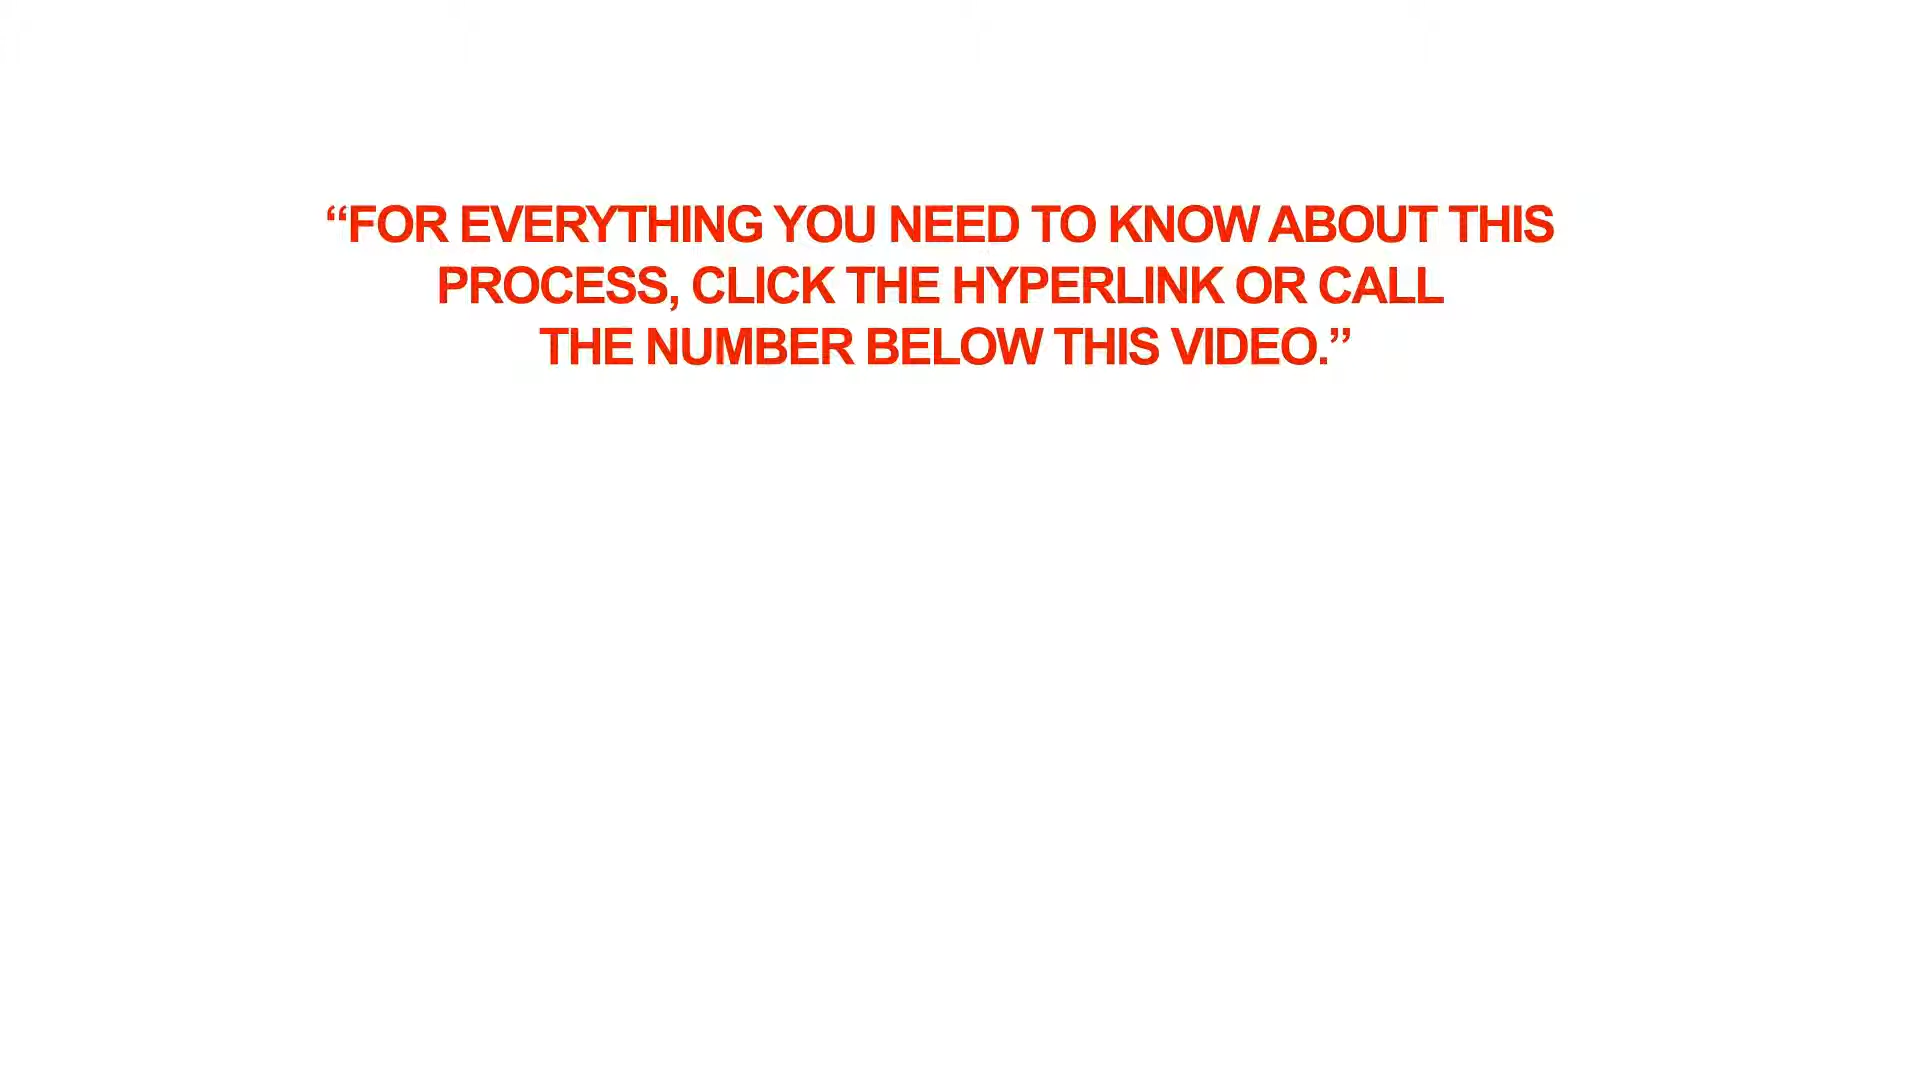 “FOR EVERYTHING YOU NEED TO KNOW ABOUT THIS
PROCESS, CLICK THE HYPERLINK OR CALL
THE NUMBER BELOW THIS VIDEO.”